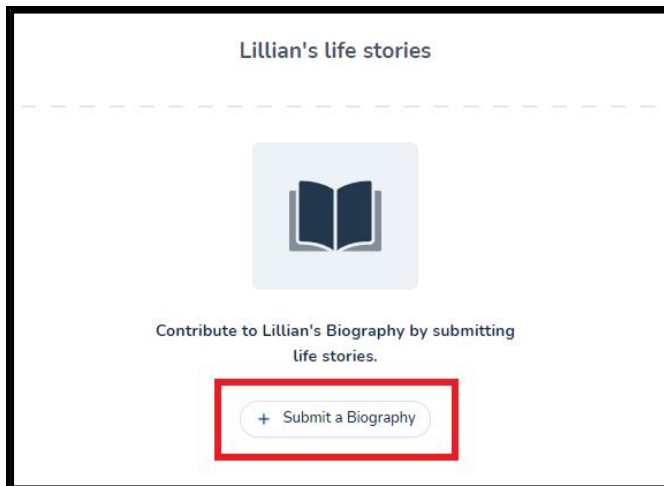 Lillian's life stories
Contribute to Lillian's Biography by submitting
life stories.
+ Submit a Biography